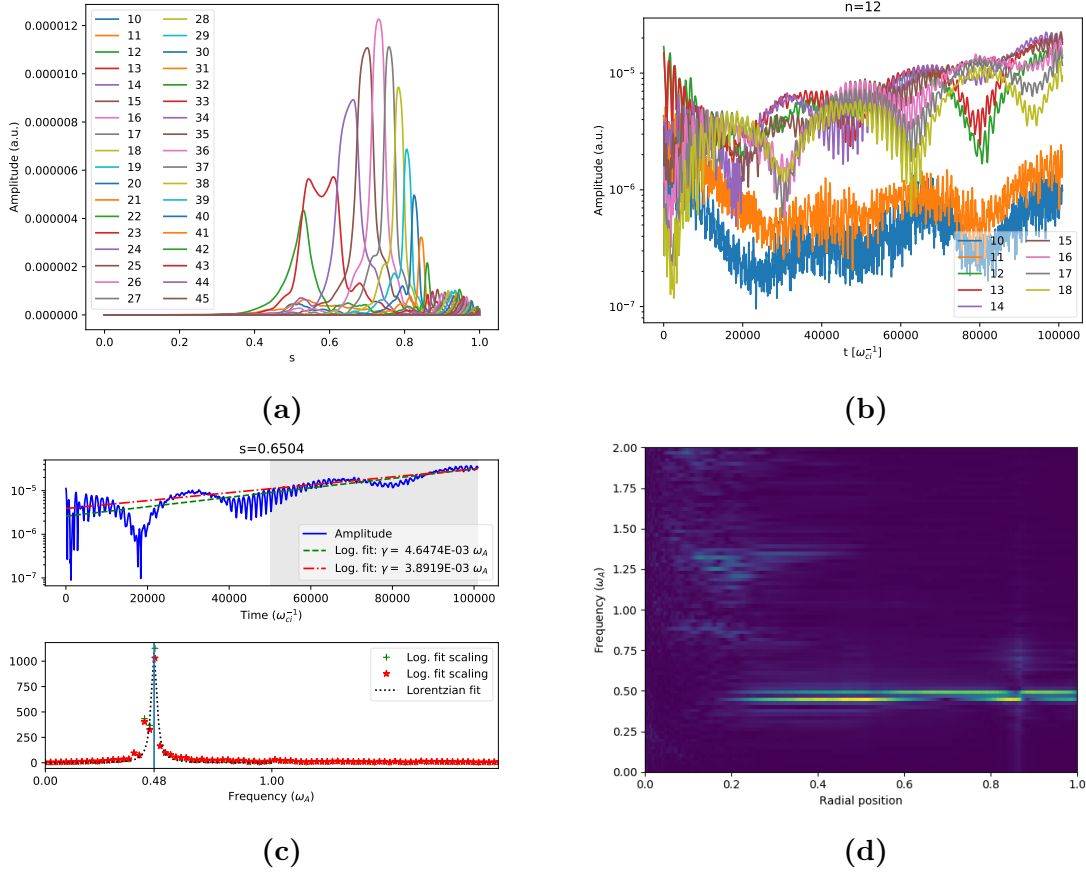 0.000012
0.000010
0.000008
0.000006
0.000004
0.000002
0.000000
Amplitude (a.u.)
10 28
11 29
12 30
13 31
14 32
15 33
16 34
17 35
18 36
19 37
20 38
21 39
22 40
23 41
24 42
25 43
26 44
27 45
0.0 0.2 0.4 0.6 0.8 1.0
s
(a)
n=12
10⁻⁵
10⁻⁶
10⁻⁷
Amplitude (a.u.)
10 15
11 16
12 17
13 18
14
0 20000 40000 60000 80000 100000
t [ω_ci⁻¹]
(b)
s=0.6504
10⁻⁵
10⁻⁶
10⁻⁷
Amplitude (a.u.)
Amplitude
Log. fit: γ = 4.6474E-03 ω_A
Log. fit: γ = 3.8919E-03 ω_A
0 20000 40000 60000 80000 100000
Time (ω_ci⁻¹)
1000
750
500
250
0
Log. fit scaling
Log. fit scaling
Lorentzian fit
0.00 0.48 1.00
Frequency (ω_A)
(c)
2.00
1.75
1.50
1.25
1.00
0.75
0.50
0.25
0.00
Frequency (ω_A)
0.0 0.2 0.4 0.6 0.8 1.0
Radial position
(d)